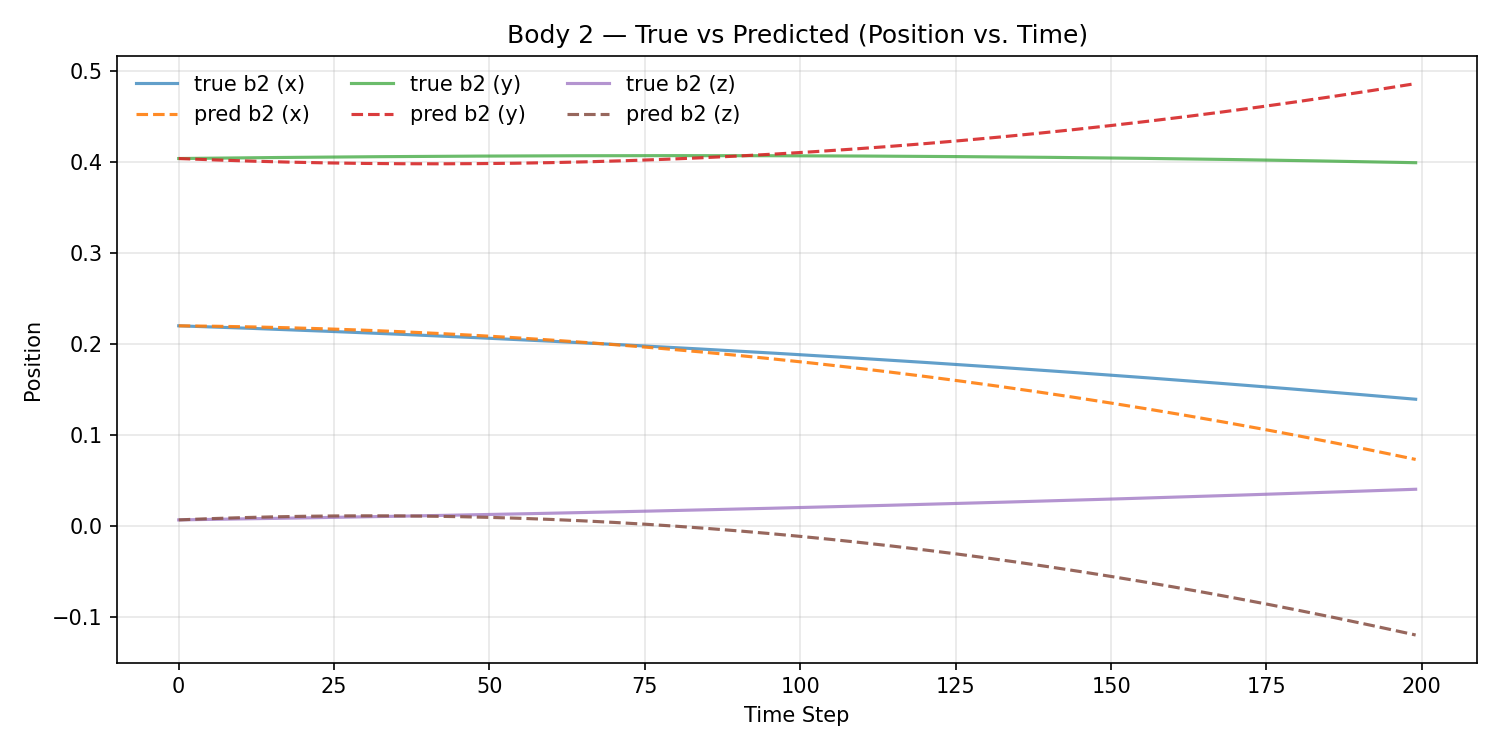 Body 2 — True vs Predicted (Position vs. Time)
true b2 (x) true b2 (y) true b2 (z)
pred b2 (x) pred b2 (y) pred b2 (z)
0.5
0.4
0.3
0.2
0.1
0.0
−0.1
Position
0 25 50 75 100 125 150 175 200
Time Step